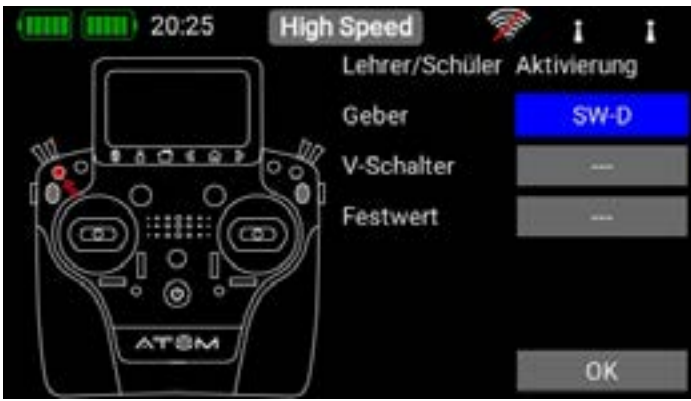 20:25 High Speed
Lehrer/Schüler Aktivierung
Geber SW-D
V-Schalter ---
Festwert ---
ATOM
OK